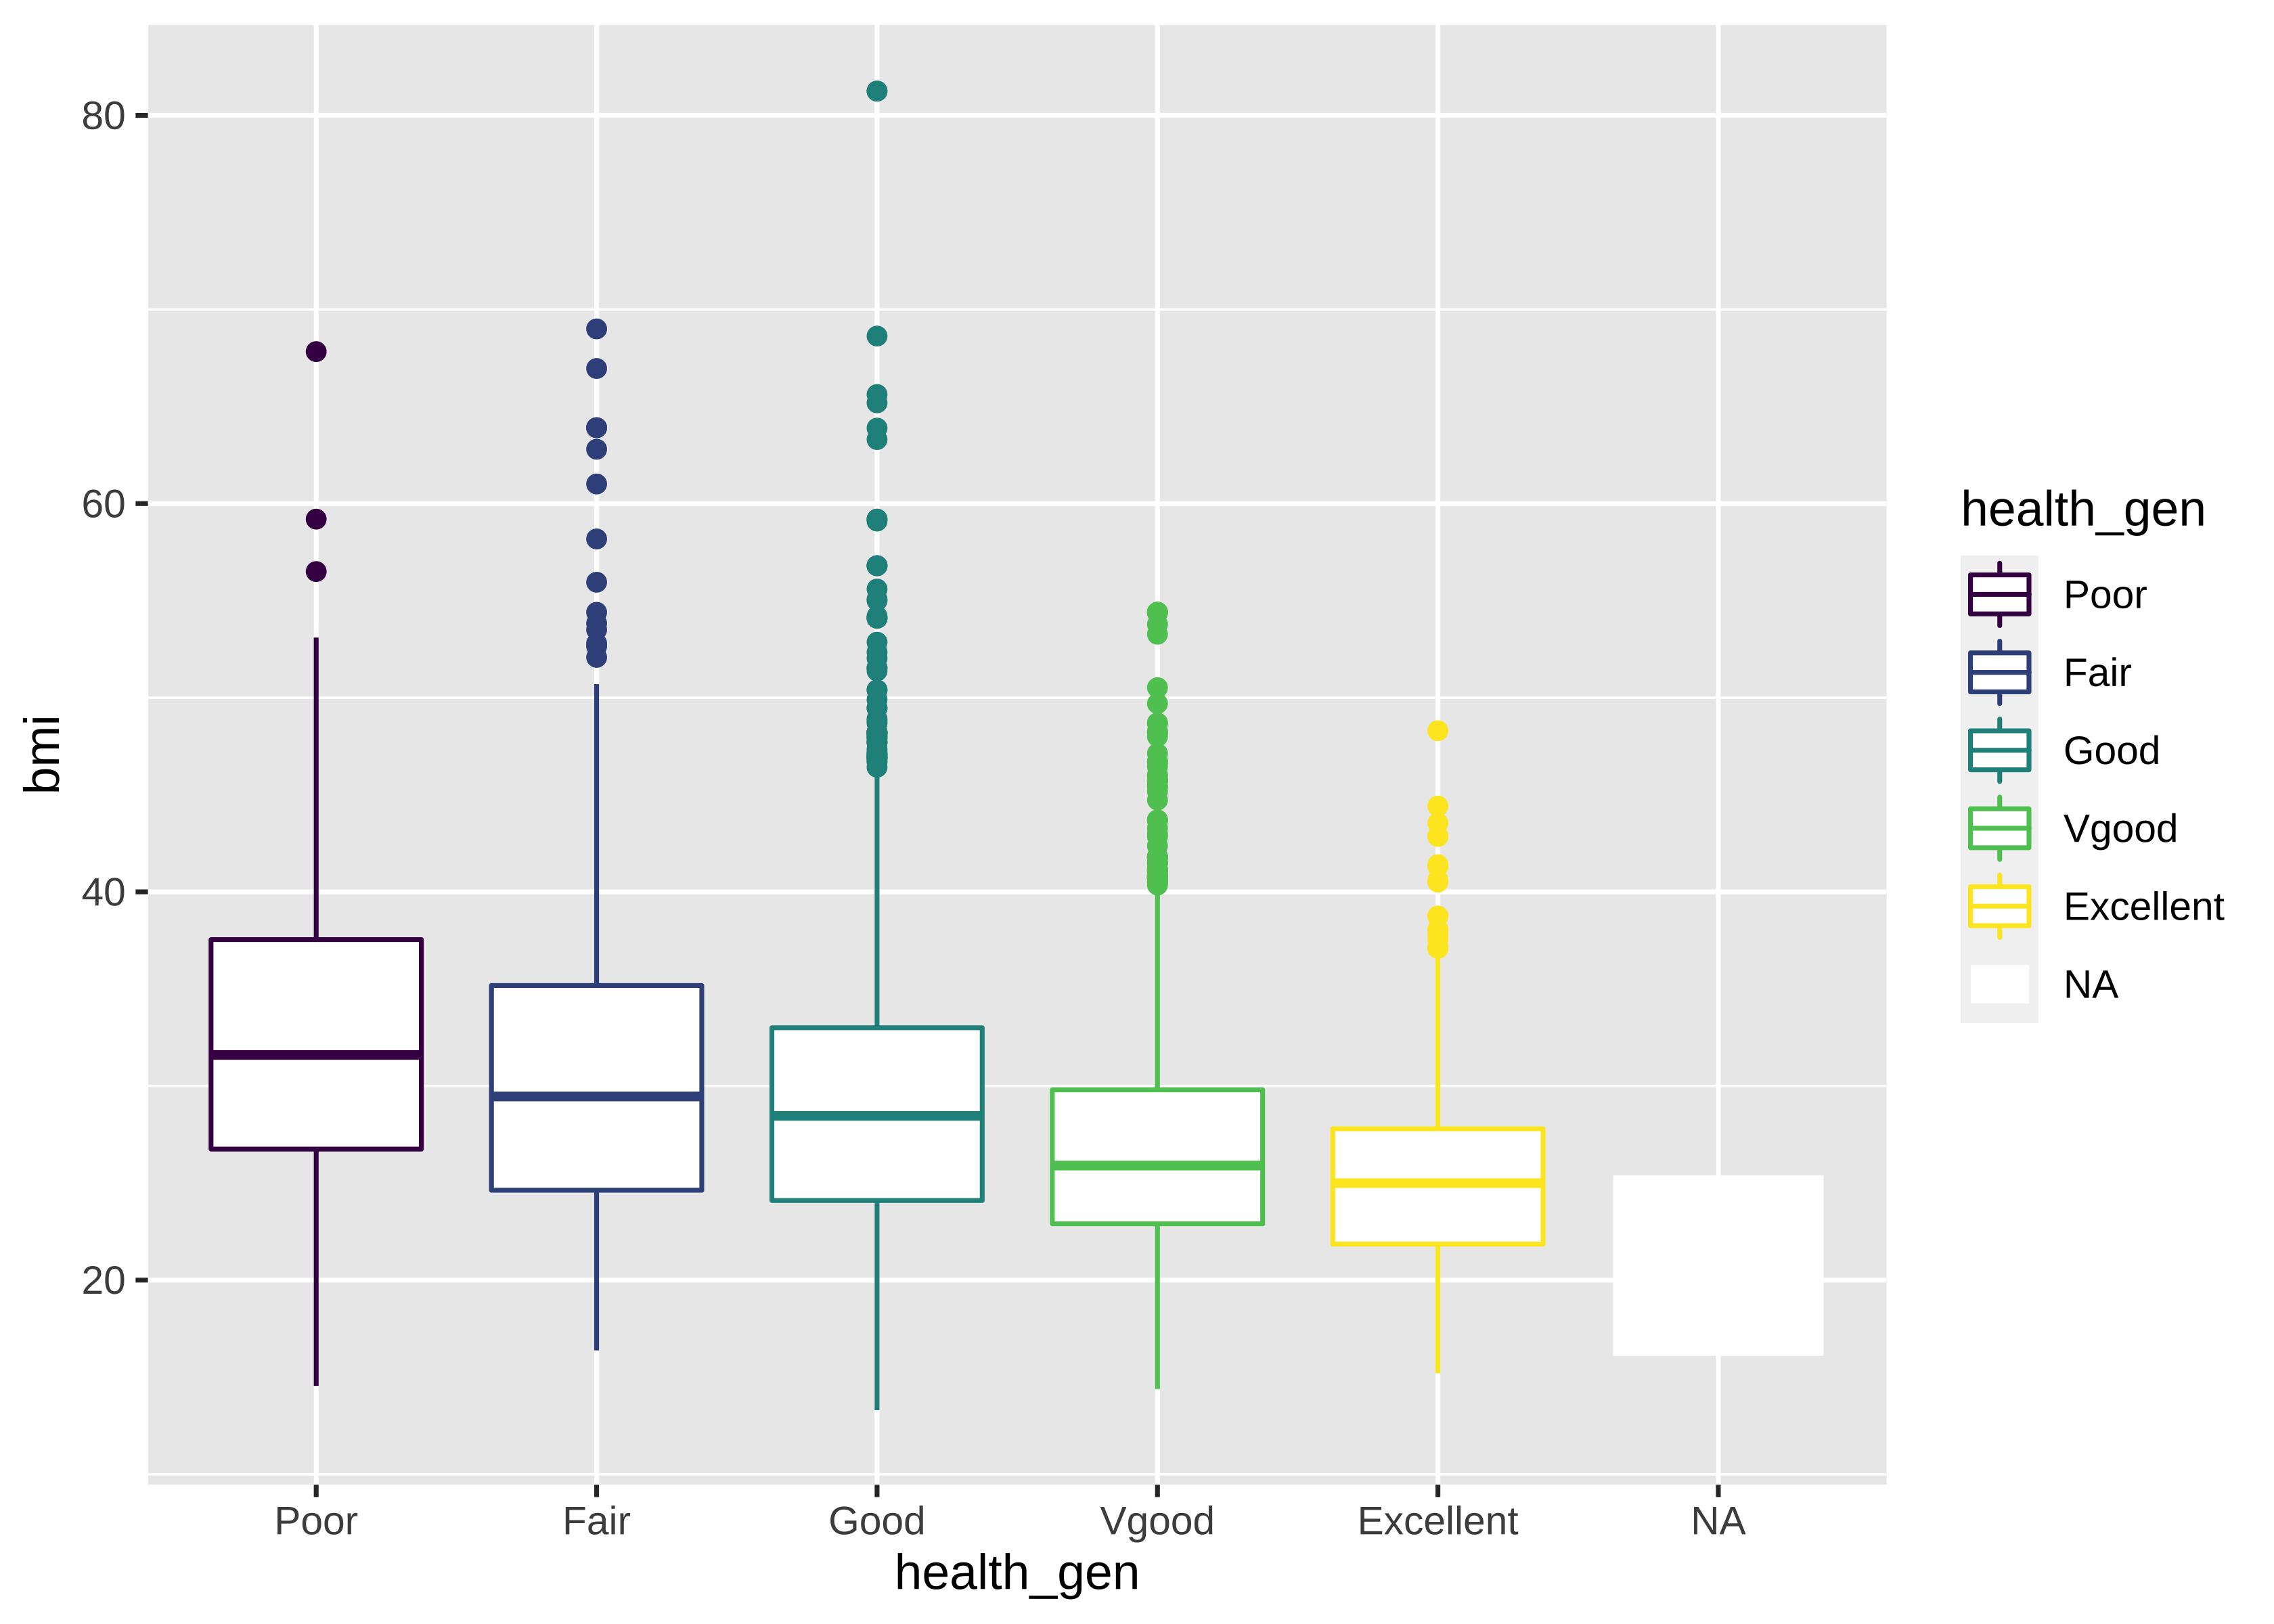 80
60
40
20
bmi
Poor Fair Good Vgood Excellent NA
health_gen
health_gen
Poor
Fair
Good
Vgood
Excellent
NA